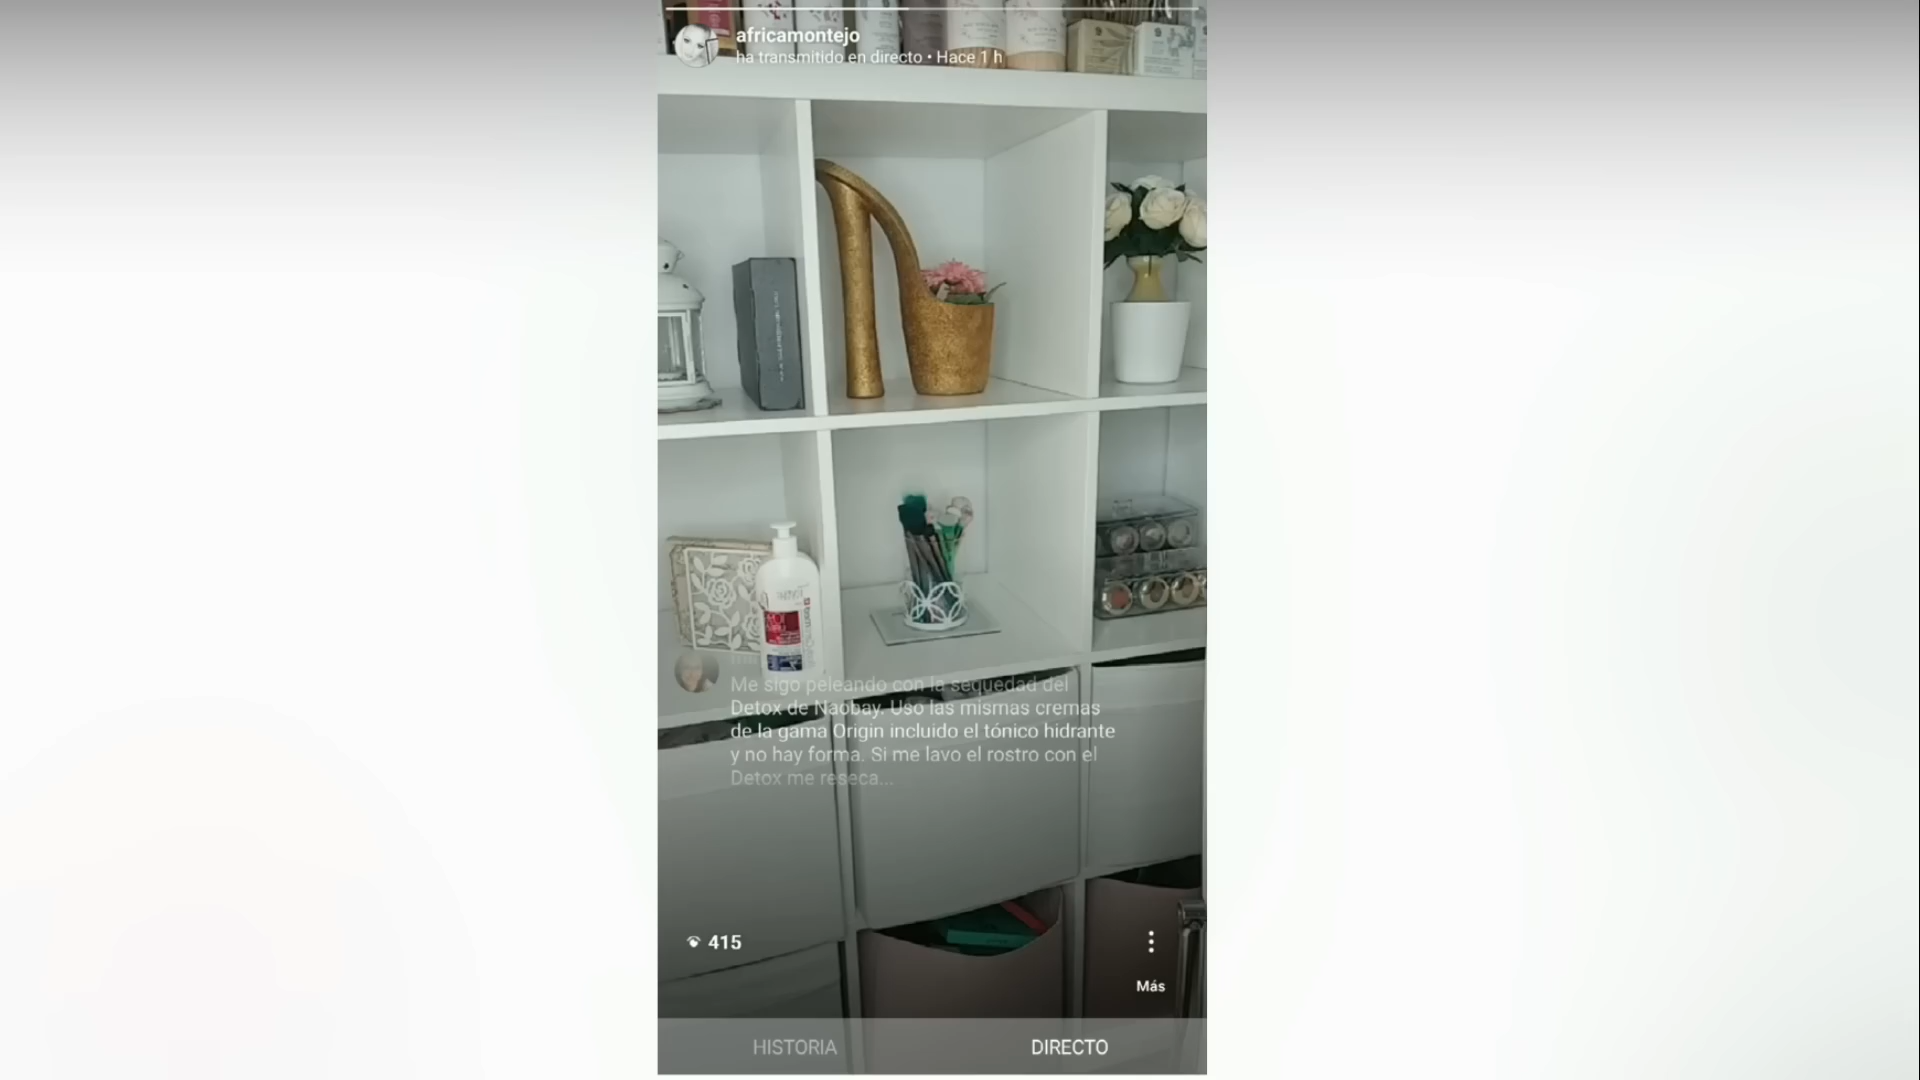 africamontejo
ha transmitido en directo • Hace 1 h
Me sigo peleando con la sequedad del
Detox de Naobay. Uso las mismas cremas
de la gama Origin incluido el tónico hidrante
y no hay forma. Si me lavo el rostro con el
Detox me reseca...
415
Más
HISTORIA
DIRECTO